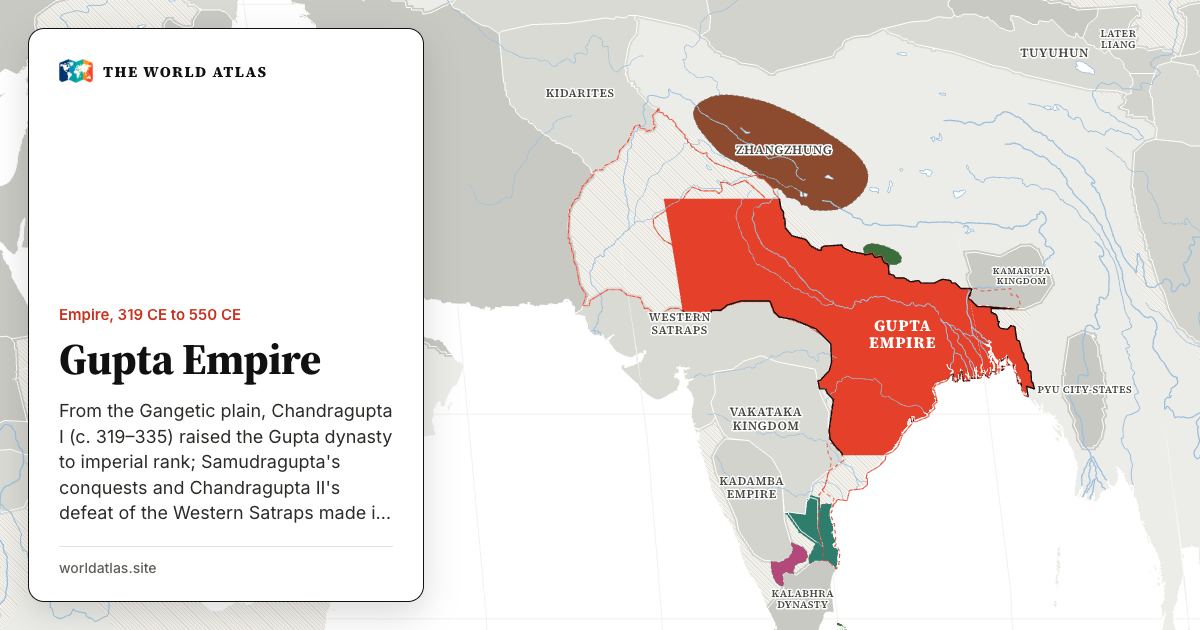 THE WORLD ATLAS
Empire, 319 CE to 550 CE
Gupta Empire
From the Gangetic plain, Chandragupta
I (c. 319–335) raised the Gupta dynasty
to imperial rank; Samudragupta's
conquests and Chandragupta II's
defeat of the Western Satraps made i...
worldatlas.site
KIDARITES
ZHANGZHUNG
TUYUHUN
LATER
LIANG
KAMARUPA
KINGDOM
WESTERN
SATRAPS
GUPTA
EMPIRE
PYU CITY-STATES
VAKATAKA
KINGDOM
KADAMBA
EMPIRE
KALABHRA
DYNASTY